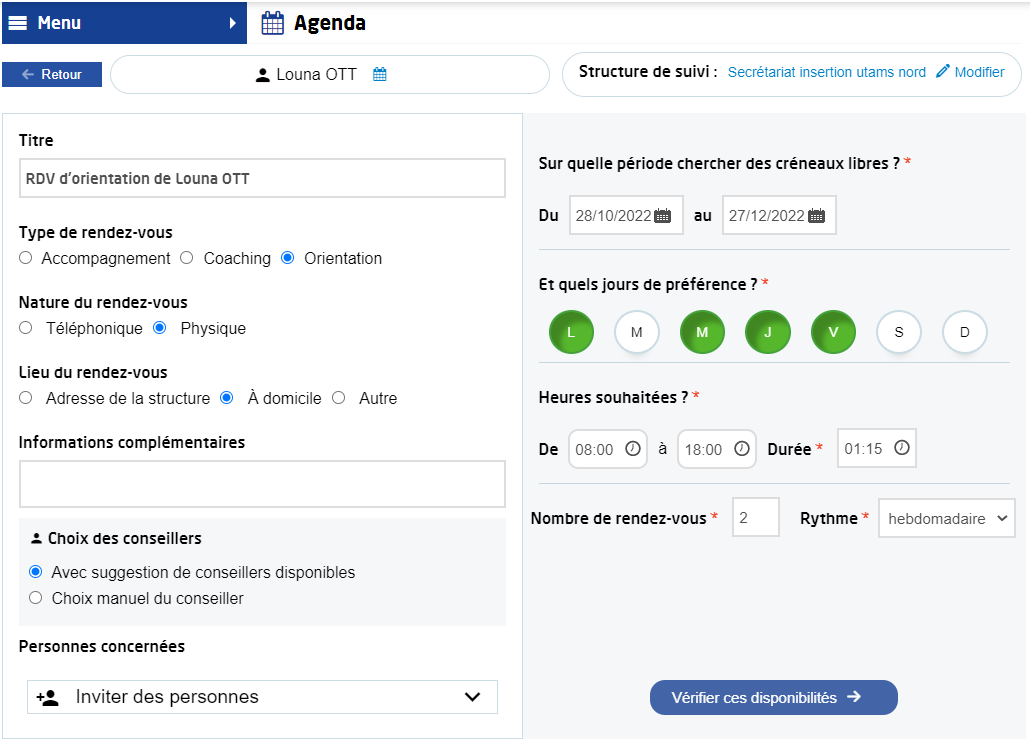 Menu
Agenda
Retour
Louna OTT
Structure de suivi : Secrétariat insertion utams nord Modifier
Titre
RDV d'orientation de Louna OTT
Type de rendez-vous
Accompagnement Coaching Orientation
Nature du rendez-vous
Téléphonique Physique
Lieu du rendez-vous
Adresse de la structure À domicile Autre
Informations complémentaires
Choix des conseillers
Avec suggestion de conseillers disponibles
Choix manuel du conseiller
Personnes concernées
Inviter des personnes
Sur quelle période chercher des créneaux libres ? *
Du 28/10/2022 au 27/12/2022
Et quels jours de préférence ? *
L M M J V S D
Heures souhaitées ? *
De 08:00 à 18:00 Durée * 01:15
Nombre de rendez-vous * 2 Rythme * hebdomadaire
Vérifier ces disponibilités